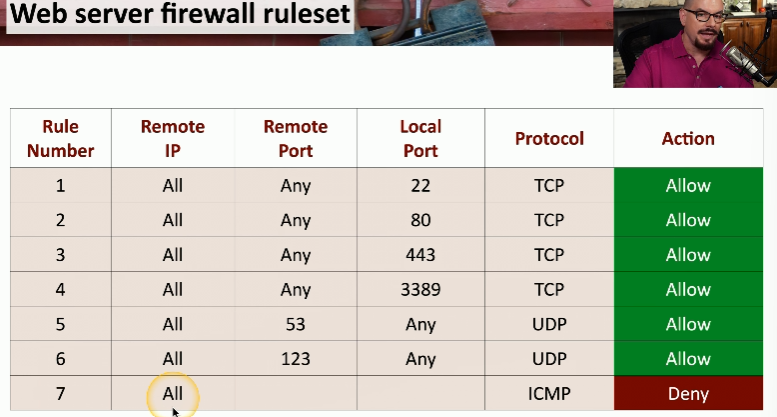 Web server firewall ruleset
Rule Number Remote IP Remote Port Local Port Protocol Action
1 All Any 22 TCP Allow
2 All Any 80 TCP Allow
3 All Any 443 TCP Allow
4 All Any 3389 TCP Allow
5 All 53 Any UDP Allow
6 All 123 Any UDP Allow
7 All ICMP Deny